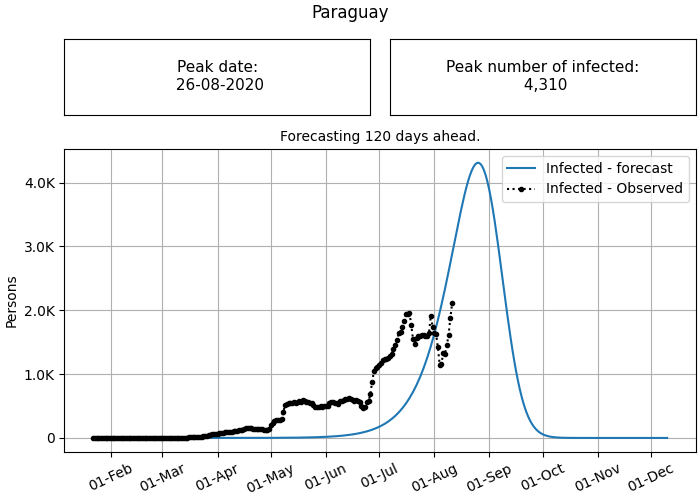 Paraguay
Peak date:
26-08-2020
Peak number of infected:
4,310
Forecasting 120 days ahead.
Infected - forecast
Infected - Observed
Persons
4.0K
3.0K
2.0K
1.0K
0
01-Feb
01-Mar
01-Apr
01-May
01-Jun
01-Jul
01-Aug
01-Sep
01-Oct
01-Nov
01-Dec